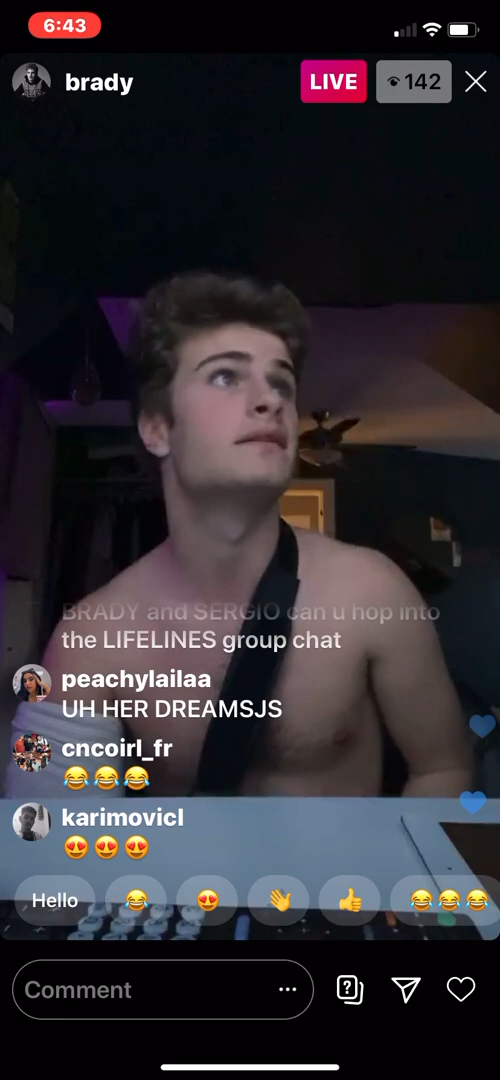 6:43
brady
LIVE
142
BRADY and SERGIO can u hop into
the LIFELINES group chat
peachylailaa
UH HER DREAMSJS
cncoirl_fr
😂😂😂
karimovicl
😍😍😍
Hello 😂 😍 👋 👍 😂😂😂
Comment